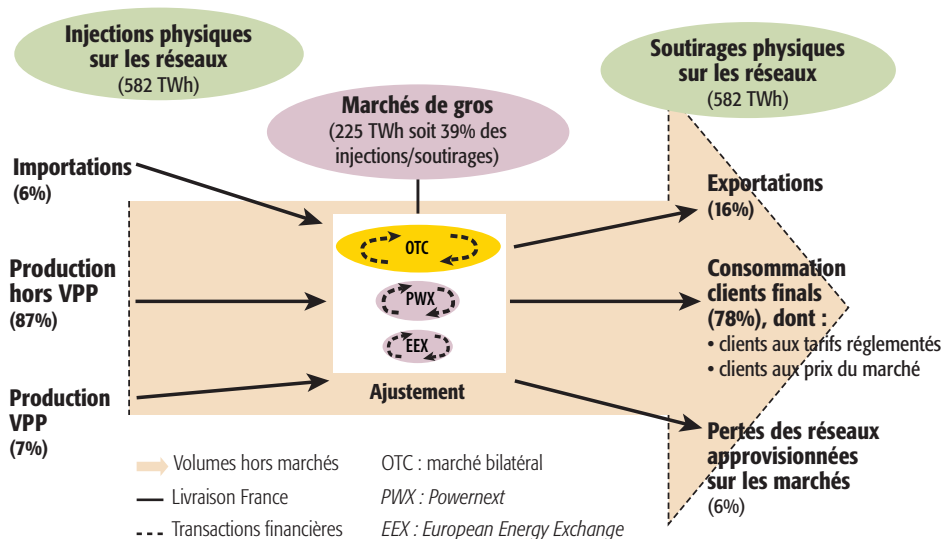 Injections physiques
sur les réseaux
(582 TWh)
Soutirages physiques
sur les réseaux
(582 TWh)
Marchés de gros
(225 TWh soit 39% des
injections/soutirages)
Importations
(6%)
Production
hors VPP
(87%)
Production
VPP
(7%)
OTC
PWX
EEX
Ajustement
Exportations
(16%)
Consommation
clients finals
(78%), dont :
• clients aux tarifs réglementés
• clients aux prix du marché
Pertes des réseaux
approvisionnées
sur les marchés
(6%)
Volumes hors marchés
Livraison France
Transactions financières
OTC : marché bilatéral
PWX : Powernext
EEX : European Energy Exchange